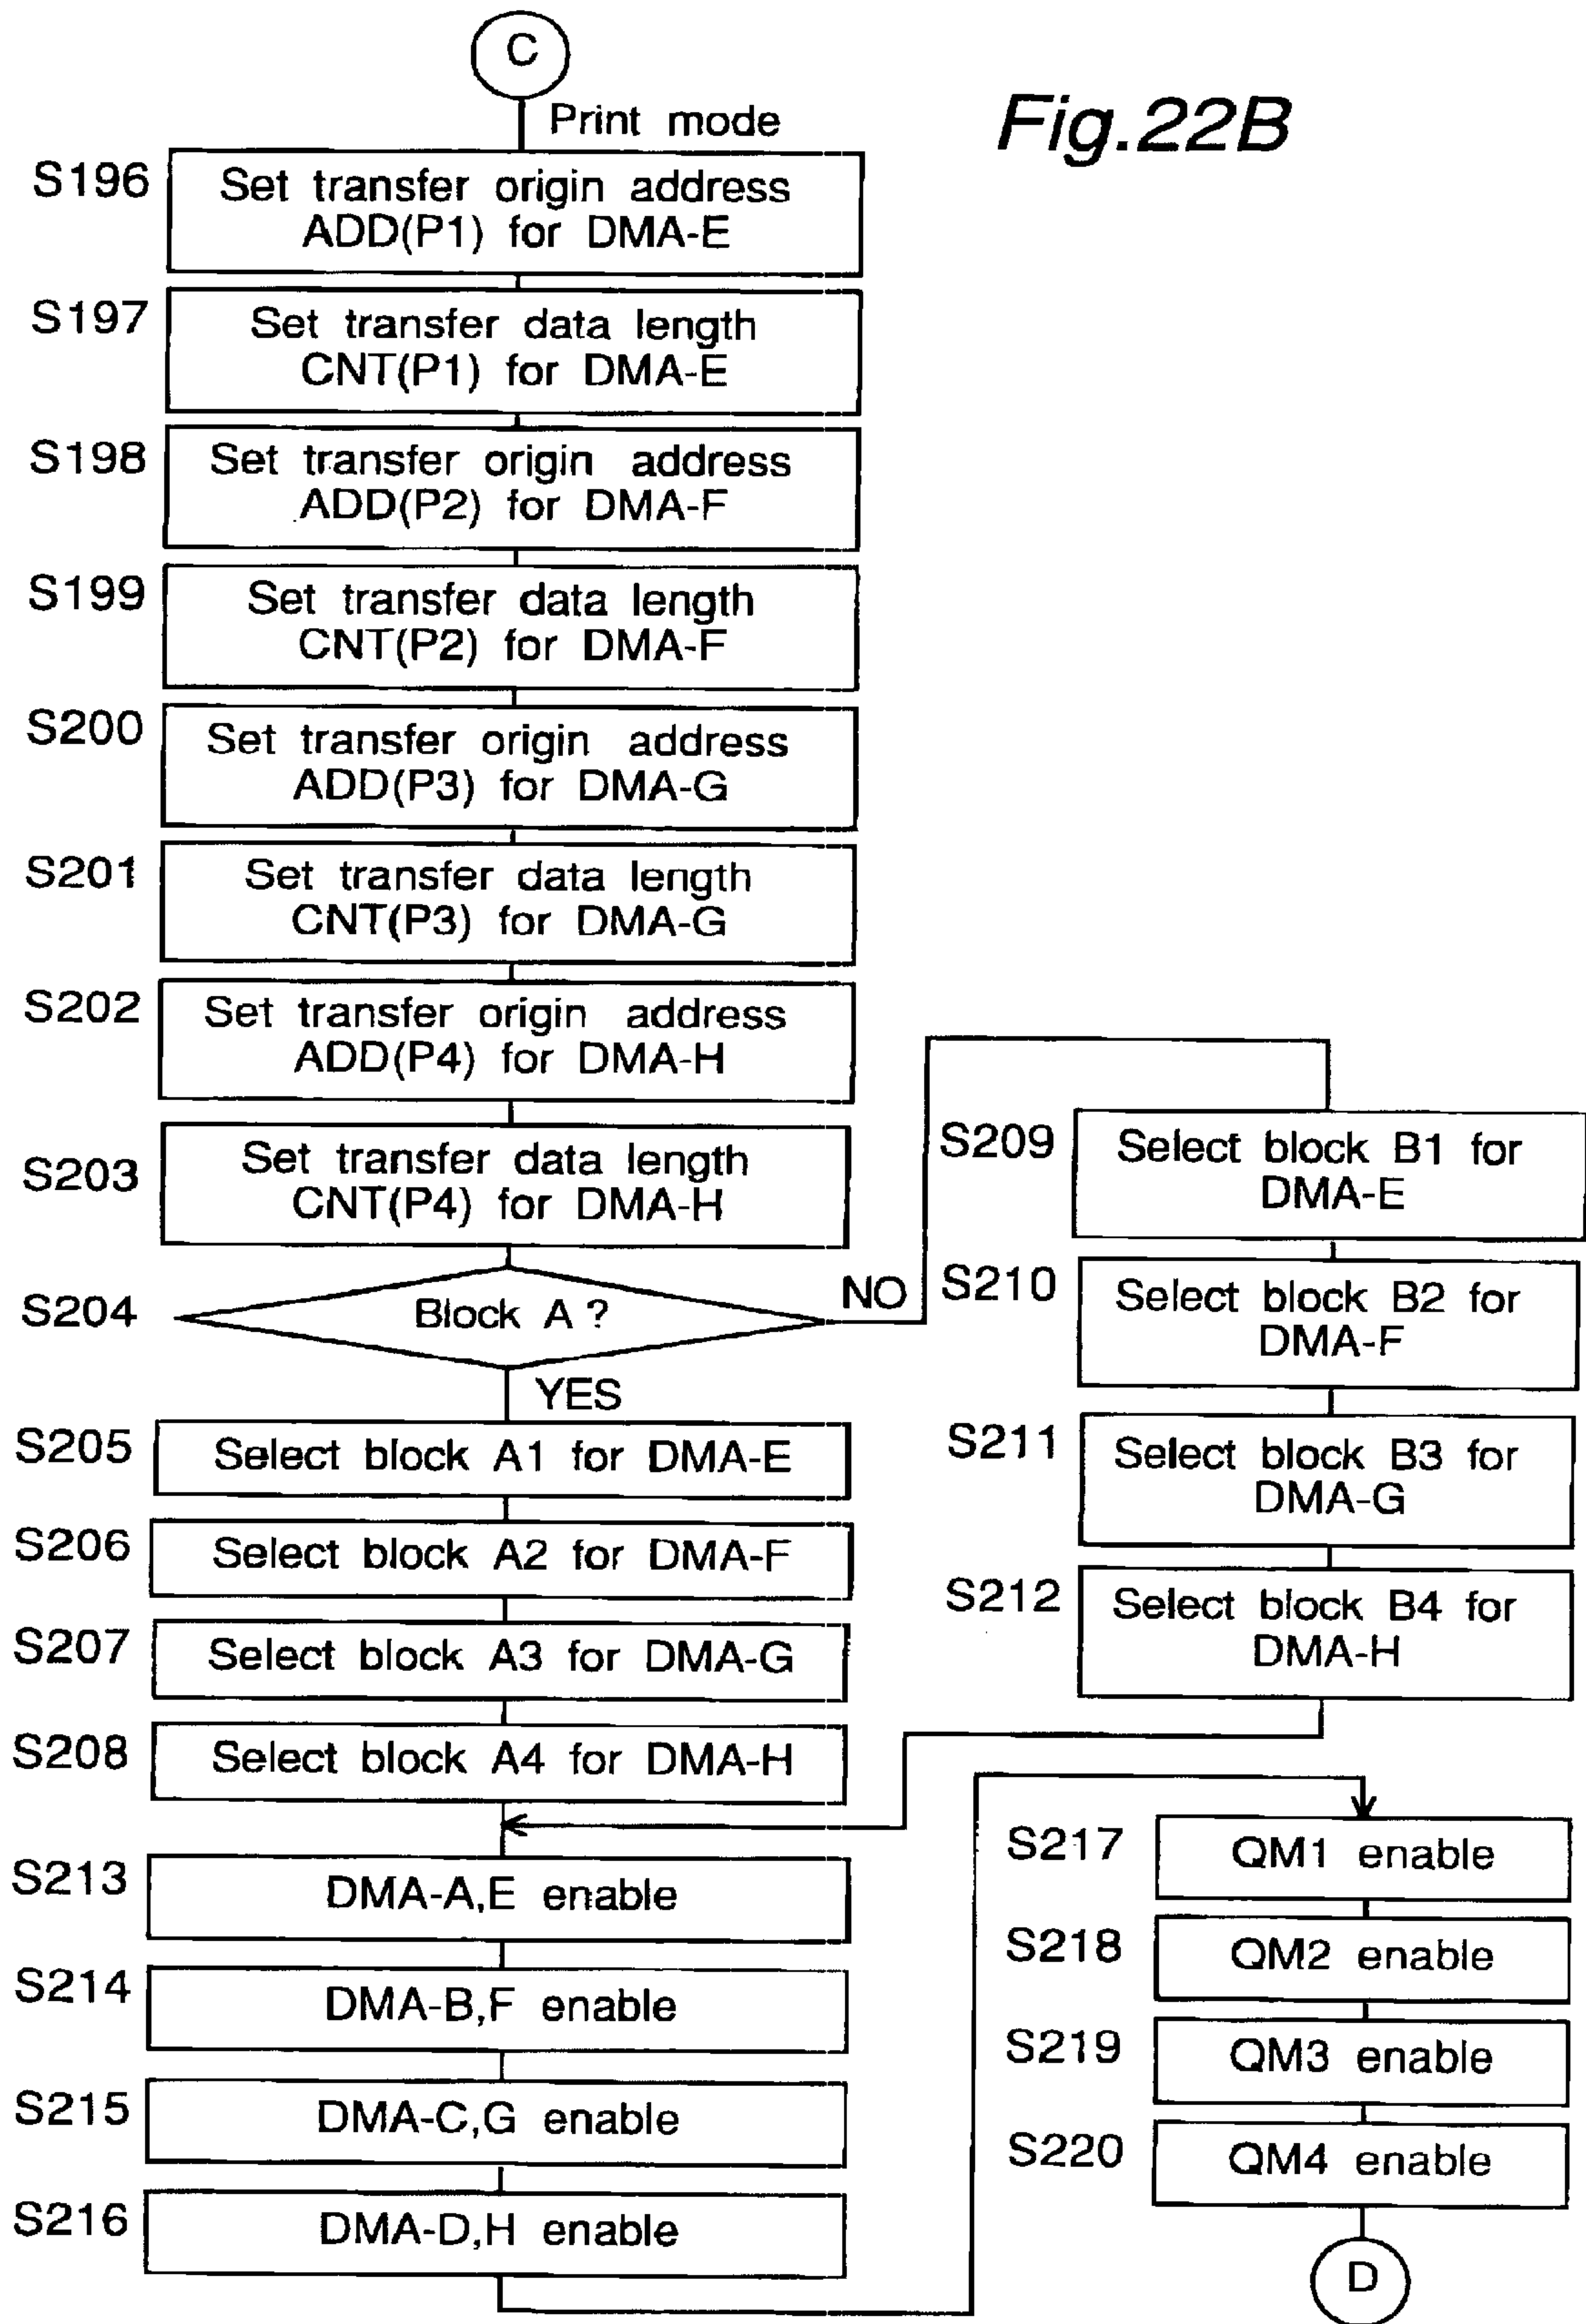 C
Print mode
Fig.22B
S196
Set transfer origin address
ADD(P1) for DMA-E
S197
Set transfer data length
CNT(P1) for DMA-E
S198
Set transfer origin address
ADD(P2) for DMA-F
S199
Set transfer data length
CNT(P2) for DMA-F
S200
Set transfer origin address
ADD(P3) for DMA-G
S201
Set transfer data length
CNT(P3) for DMA-G
S202
Set transfer origin address
ADD(P4) for DMA-H
S203
Set transfer data length
CNT(P4) for DMA-H
S204
Block A ?
NO
YES
S205
Select block A1 for DMA-E
S206
Select block A2 for DMA-F
S207
Select block A3 for DMA-G
S208
Select block A4 for DMA-H
S209
Select block B1 for
DMA-E
S210
Select block B2 for
DMA-F
S211
Select block B3 for
DMA-G
S212
Select block B4 for
DMA-H
S213
DMA-A,E enable
S214
DMA-B,F enable
S215
DMA-C,G enable
S216
DMA-D,H enable
S217
QM1 enable
S218
QM2 enable
S219
QM3 enable
S220
QM4 enable
D